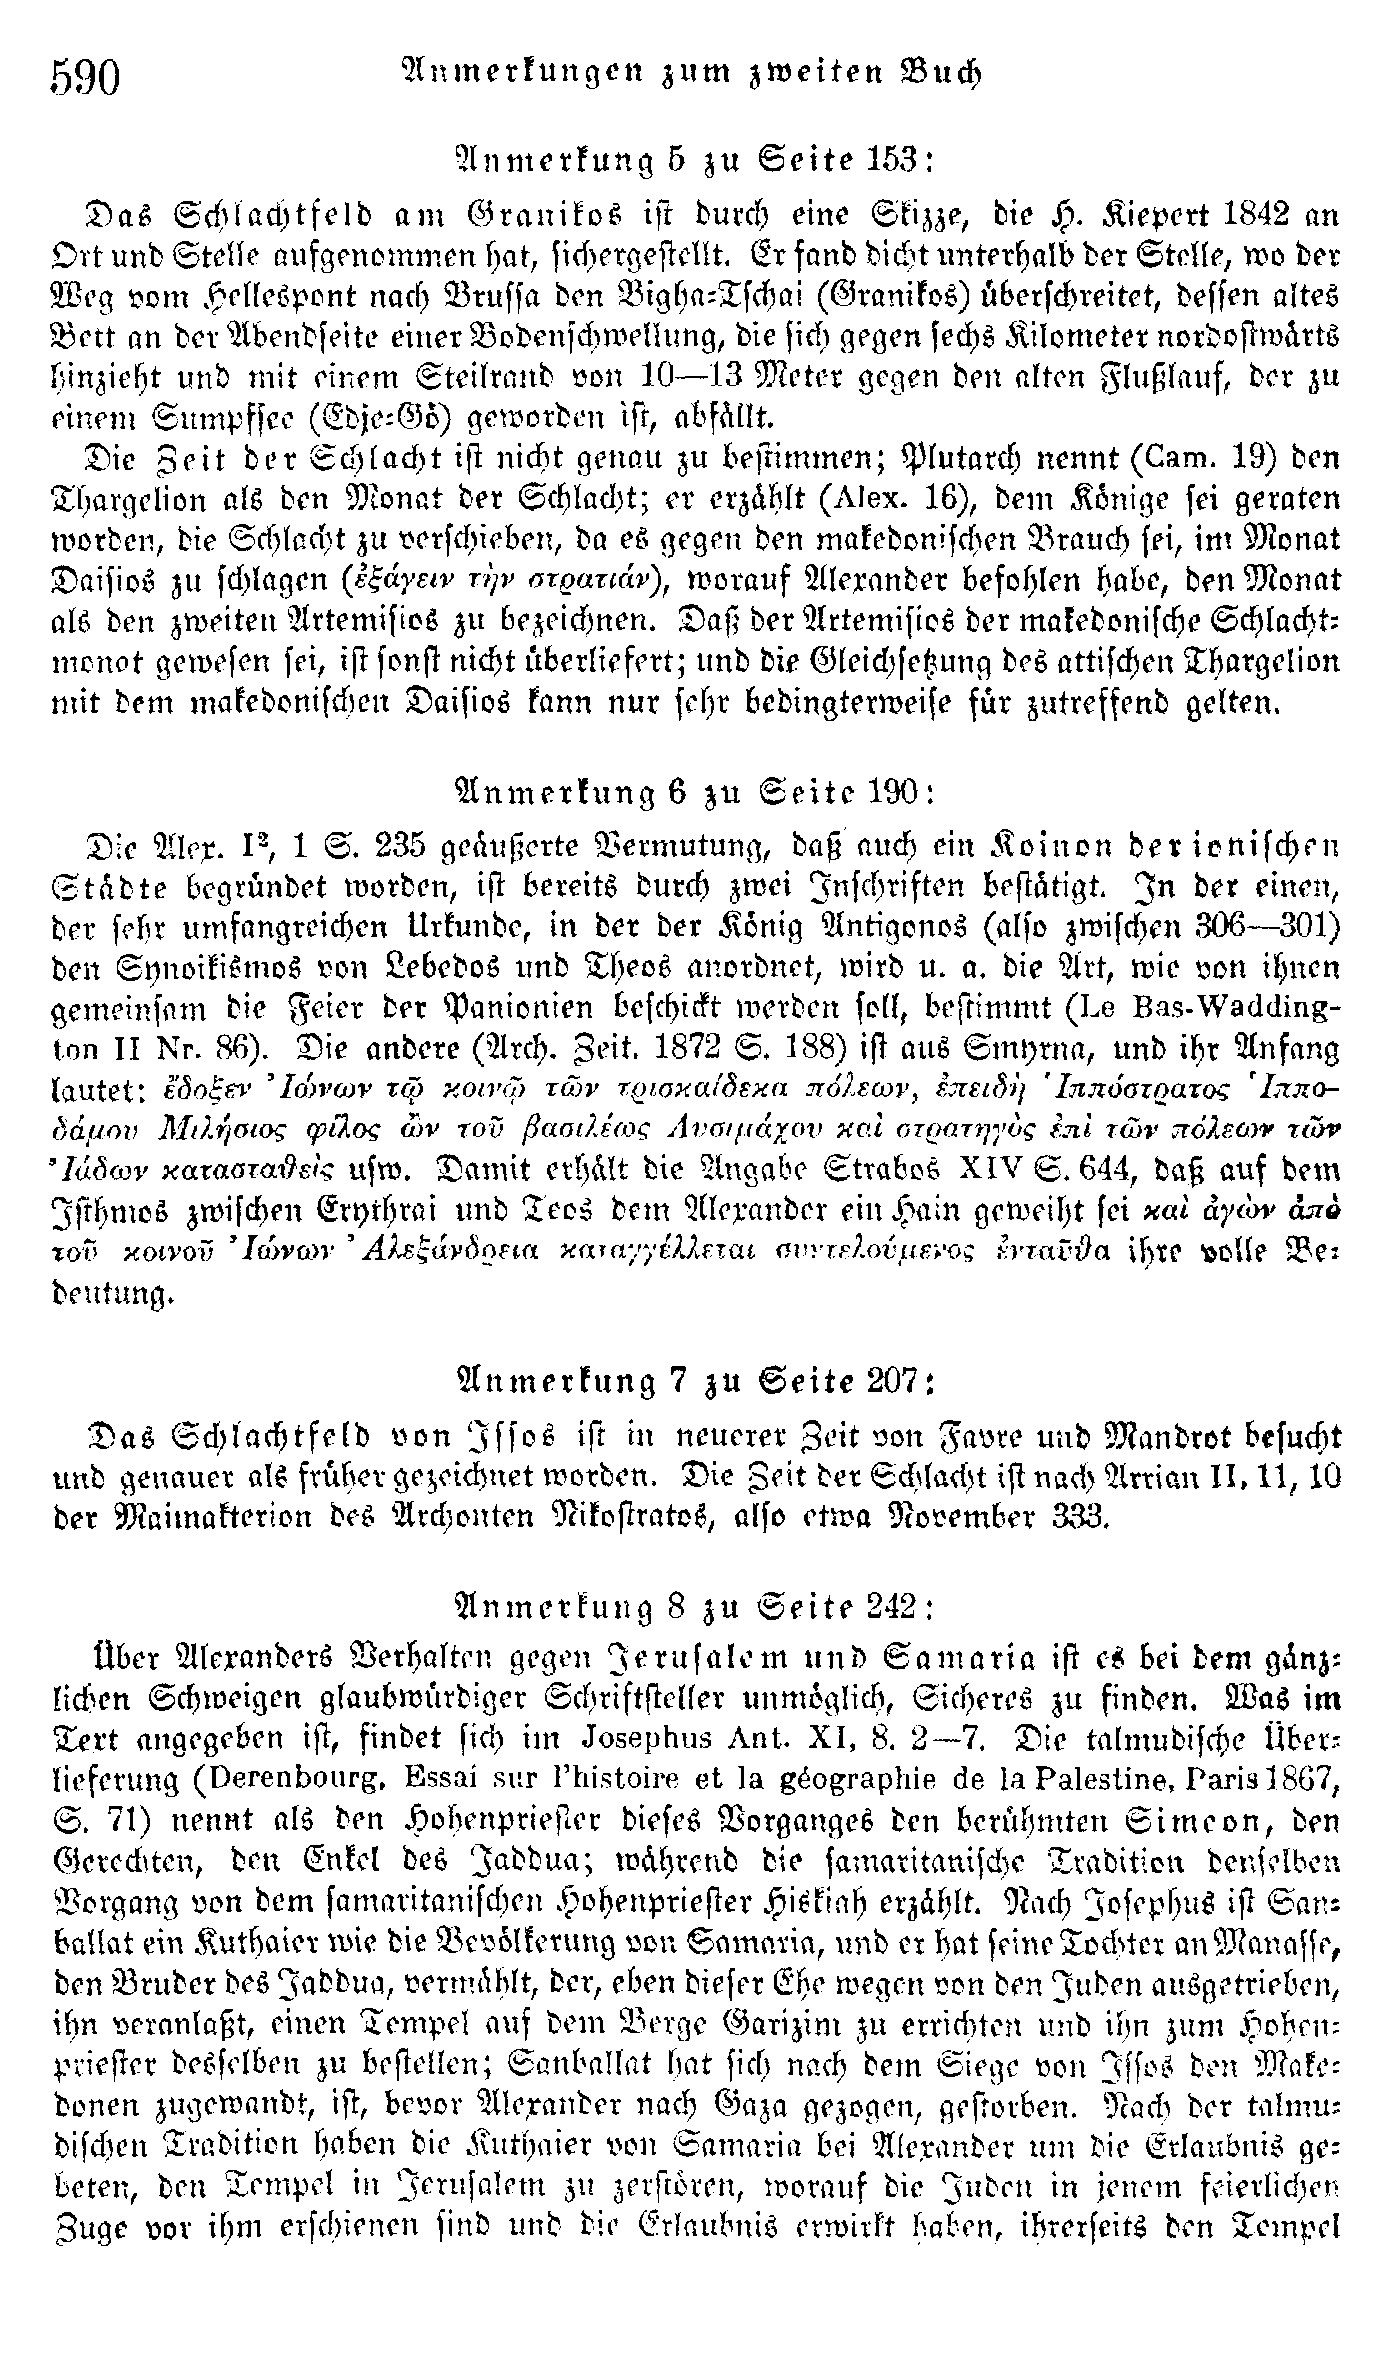 590 Anmerkungen zum zweiten Buch
Anmerkung 5 zu Seite 153:
Das Schlachtfeld am Granikos ist durch eine Skizze, die H. Kiepert 1842 an
Ort und Stelle aufgenommen hat, sichergestellt. Er fand dicht unterhalb der Stelle, wo der
Weg vom Hellespont nach Brussa den Bigha-Tschai (Granikos) überschreitet, dessen altes
Bett an der Abendseite einer Bodenschwellung, die sich gegen sechs Kilometer nordostwärts
hinzieht und mit einem Steilrand von 10—13 Meter gegen den alten Flußlauf, der zu
einem Sumpfsee (Edje-Gö) geworden ist, abfällt.
Die Zeit der Schlacht ist nicht genau zu bestimmen; Plutarch nennt (Cam. 19) den
Thargelion als den Monat der Schlacht; er erzählt (Alex. 16), dem Könige sei geraten
worden, die Schlacht zu verschieben, da es gegen den makedonischen Brauch sei, im Monat
Daisios zu schlagen (ἐξάγειν τὴν στρατιάν), worauf Alexander befohlen habe, den Monat
als den zweiten Artemisios zu bezeichnen. Daß der Artemisios der makedonische Schlacht-
monat gewesen sei, ist sonst nicht überliefert; und die Gleichsetzung des attischen Thargelion
mit dem makedonischen Daisios kann nur sehr bedingterweise für zutreffend gelten.
Anmerkung 6 zu Seite 190:
Die Alex. I², 1 S. 235 geäußerte Vermutung, daß auch ein Koinon der ionischen
Städte begründet worden, ist bereits durch zwei Inschriften bestätigt. In der einen,
der sehr umfangreichen Urkunde, in der der König Antigonos (also zwischen 306—301)
den Synoikismos von Lebedos und Theos anordnet, wird u. a. die Art, wie von ihnen
gemeinsam die Feier der Panionien beschickt werden soll, bestimmt (Le Bas-Wadding-
ton II Nr. 86). Die andere (Arch. Zeit. 1872 S. 188) ist aus Smyrna, und ihr Anfang
lautet: ἔδοξεν Ἰώνων τῷ κοινῷ τῶν τρισκαίδεκα πόλεων, ἐπειδὴ Ἱππόστρατος Ἱππο-
δάμου Μιλήσιος φίλος ὢν τοῦ βασιλέως Λυσιμάχου καὶ στρατηγὸς ἐπὶ τῶν πόλεων τῶν
Ἰάδων κατασταθείς usw. Damit erhält die Angabe Strabos XIV S. 644, daß auf dem
Isthmos zwischen Erythrai und Teos dem Alexander ein Hain geweiht sei καὶ ἀγὼν ἀπὸ
τοῦ κοινοῦ Ἰώνων Ἀλεξάνδρεια καταγγέλλεται συντελούμενος ἐνταῦθα ihre volle Be-
deutung.
Anmerkung 7 zu Seite 207:
Das Schlachtfeld von Issos ist in neuerer Zeit von Favre und Mandrot besucht
und genauer als früher gezeichnet worden. Die Zeit der Schlacht ist nach Arrian II, 11, 10
der Maimakterion des Archonten Nikostratos, also etwa November 333.
Anmerkung 8 zu Seite 242:
Über Alexanders Verhalten gegen Jerusalem und Samaria ist es bei dem gänz-
lichen Schweigen glaubwürdiger Schriftsteller unmöglich, Sicheres zu finden. Was im
Text angegeben ist, findet sich im Josephus Ant. XI, 8. 2—7. Die talmudische Über-
lieferung (Derenbourg, Essai sur l'histoire et la géographie de la Palestine, Paris 1867,
S. 71) nennt als den Hohenpriester dieses Vorganges den berühmten Simeon, den
Gerechten, den Enkel des Jaddua; während die samaritanische Tradition denselben
Vorgang von dem samaritanischen Hohenpriester Hiskiah erzählt. Nach Josephus ist San-
ballat ein Kuthaier wie die Bevölkerung von Samaria, und er hat seine Tochter an Manasse,
den Bruder des Jaddua, vermählt, der, eben dieser Ehe wegen von den Juden ausgetrieben,
ihn veranlaßt, einen Tempel auf dem Berge Garizim zu errichten und ihn zum Hohen-
priester desselben zu bestellen; Sanballat hat sich nach dem Siege von Issos den Make-
donen zugewandt, ist, bevor Alexander nach Gaza gezogen, gestorben. Nach der talmu-
dischen Tradition haben die Kuthaier von Samaria bei Alexander um die Erlaubnis ge-
beten, den Tempel in Jerusalem zu zerstören, worauf die Juden in jenem feierlichen
Zuge vor ihm erschienen sind und die Erlaubnis erwirkt haben, ihrerseits den Tempel